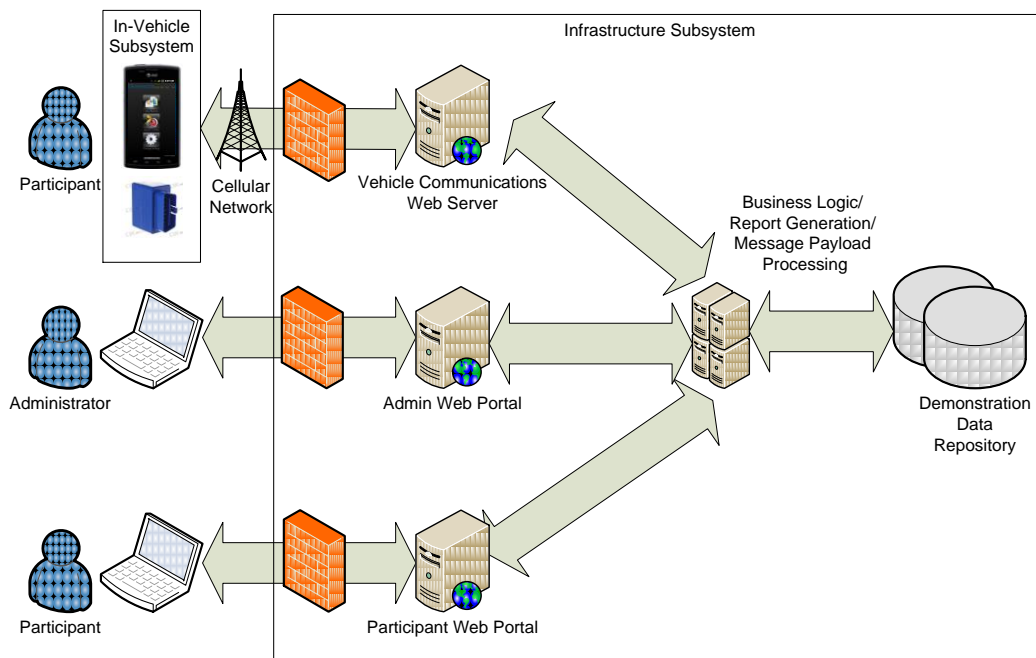 In-Vehicle
Subsystem
Infrastructure Subsystem
Participant
Cellular
Network
Vehicle Communications
Web Server
Business Logic/
Report Generation/
Message Payload
Processing
Administrator
Admin Web Portal
Demonstration
Data
Repository
Participant
Participant Web Portal